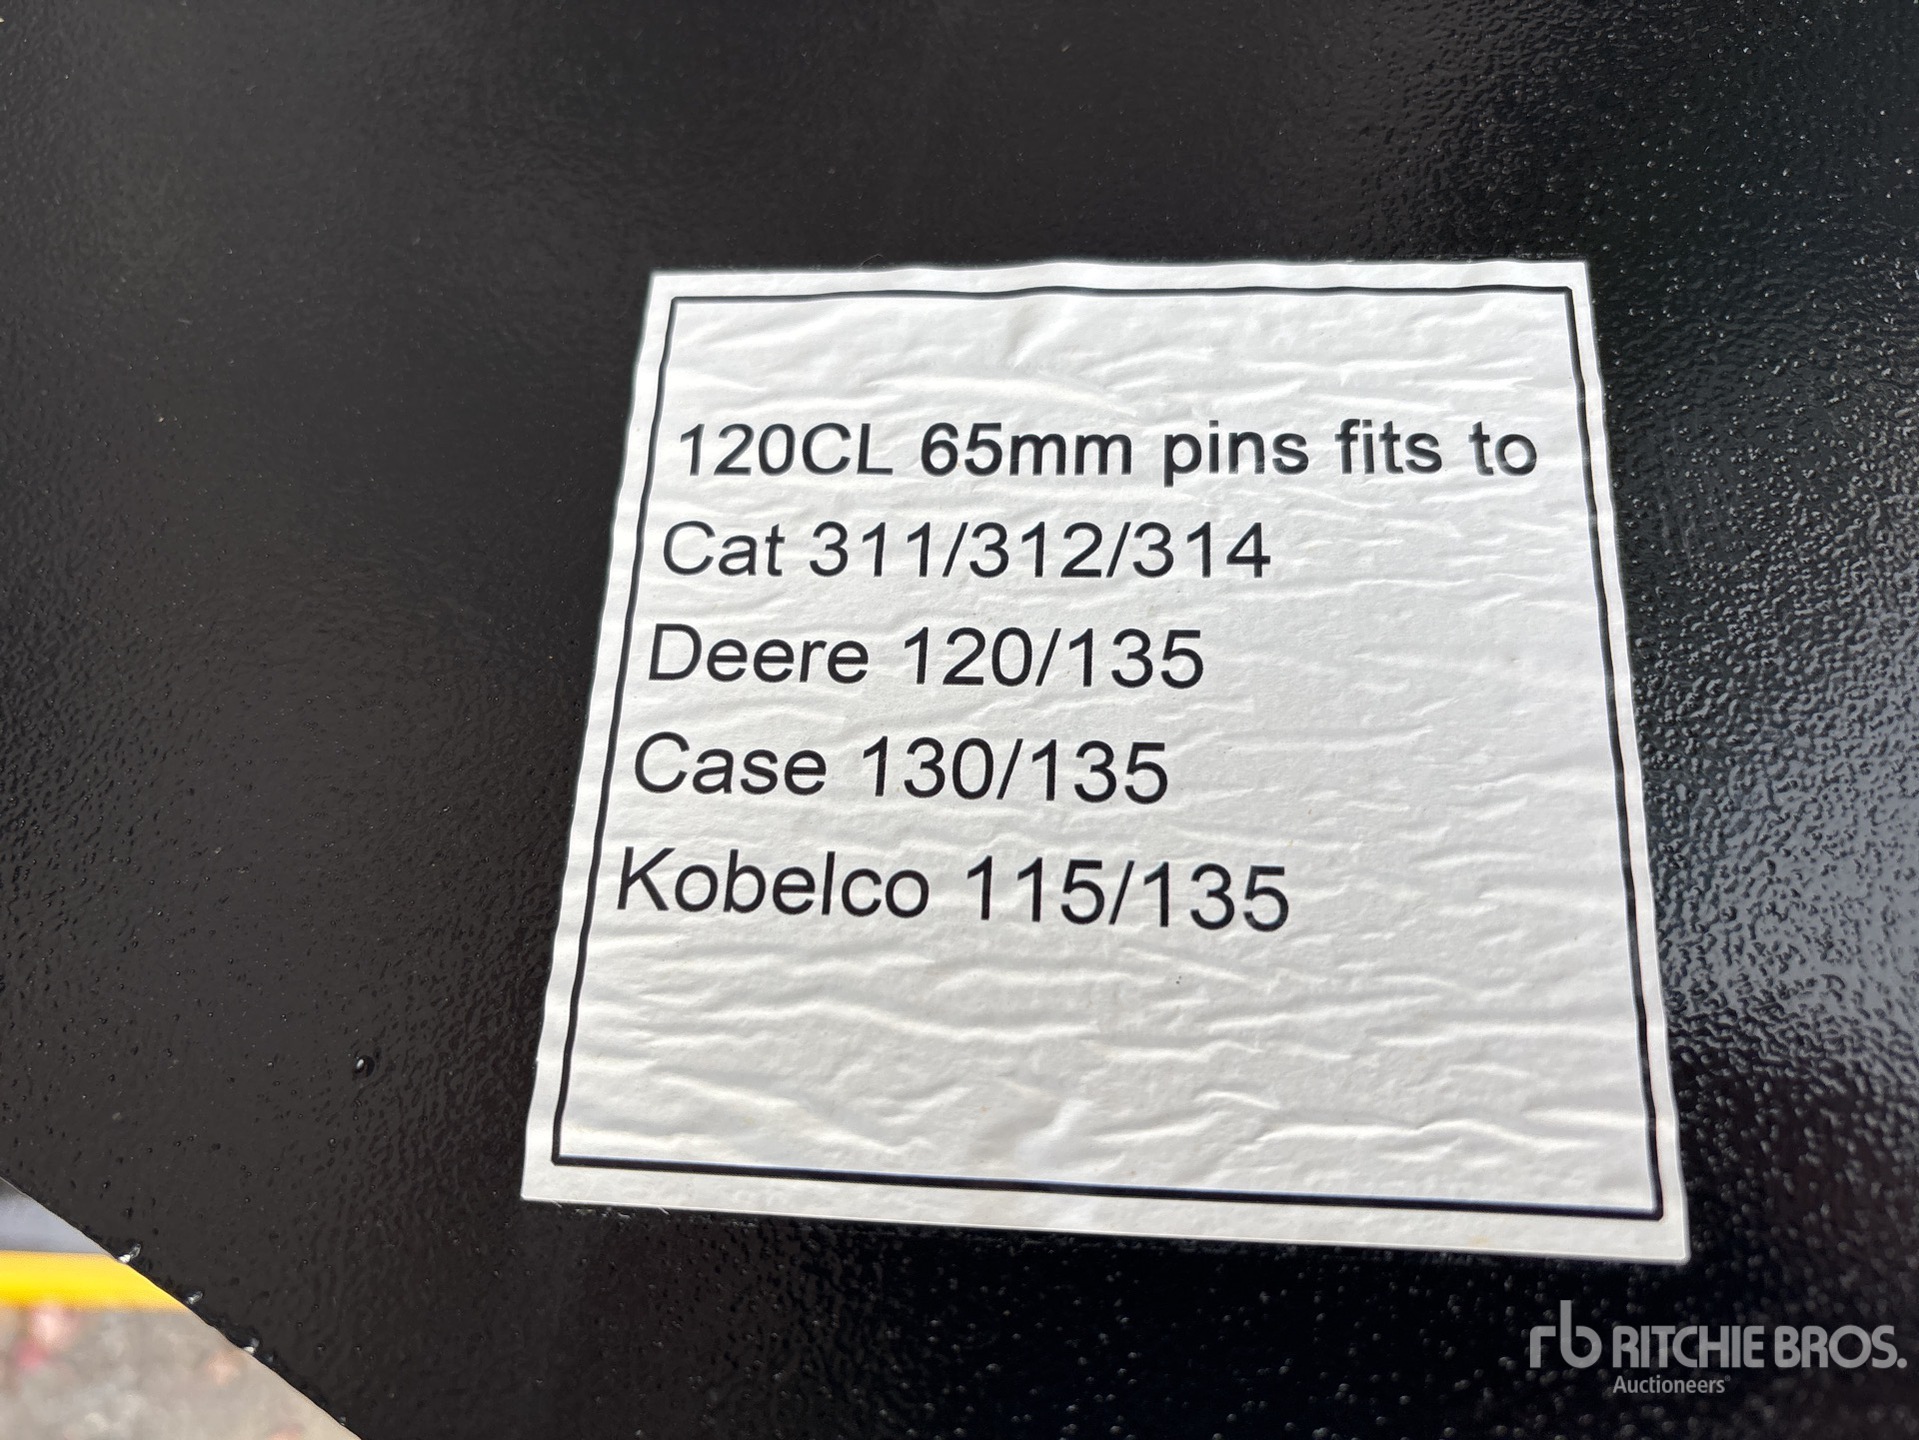 120CL 65mm pins fits to
Cat 311/312/314
Deere 120/135
Case 130/135
Kobelco 115/135
rb RITCHIE BROS.
Auctioneers